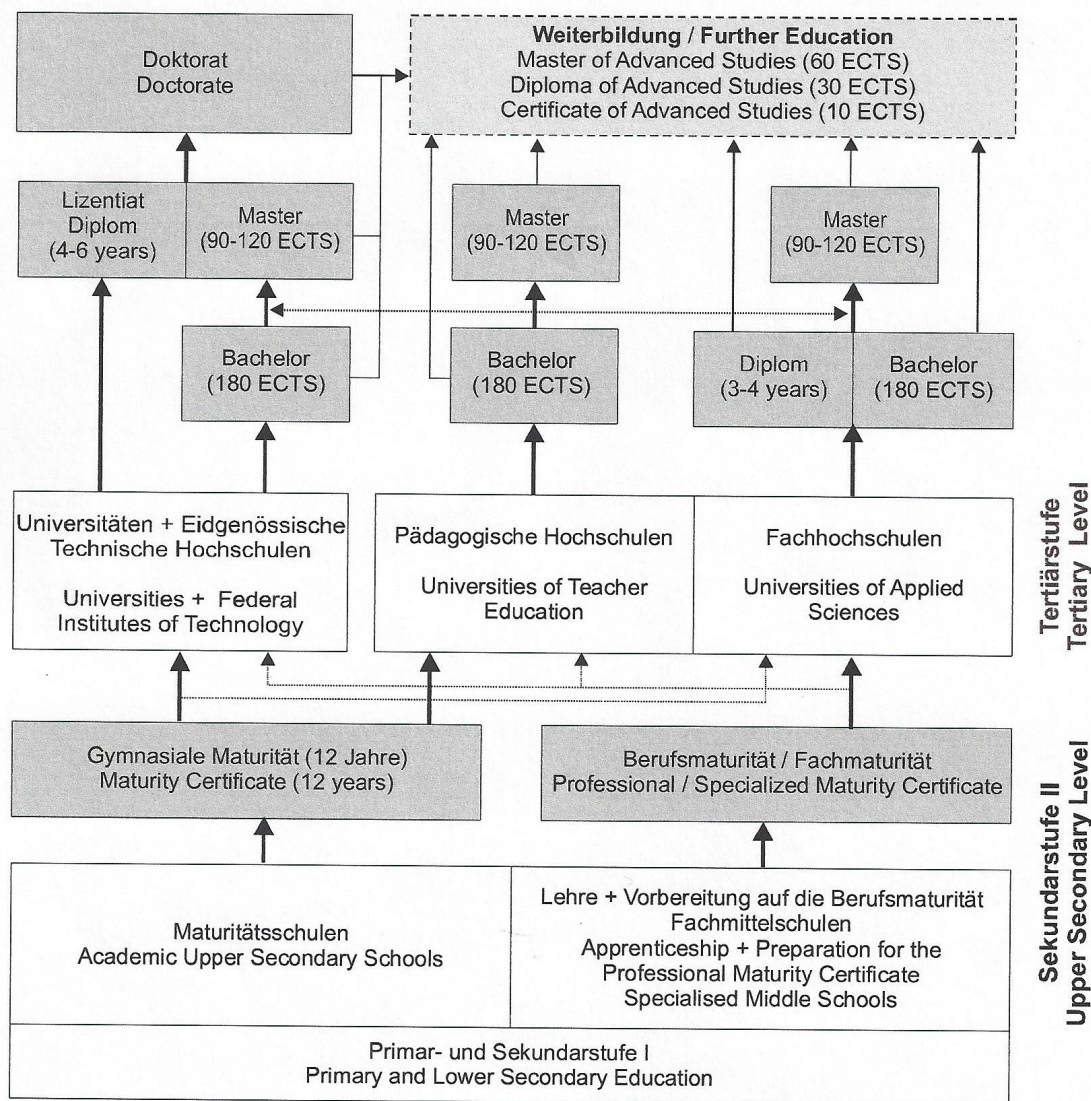 Doktorat
Doctorate
Weiterbildung / Further Education
Master of Advanced Studies (60 ECTS)
Diploma of Advanced Studies (30 ECTS)
Certificate of Advanced Studies (10 ECTS)
Lizentiat
Diplom
(4-6 years)
Master
(90-120 ECTS)
Master
(90-120 ECTS)
Master
(90-120 ECTS)
Bachelor
(180 ECTS)
Bachelor
(180 ECTS)
Diplom
(3-4 years)
Bachelor
(180 ECTS)
Universitäten + Eidgenössische
Technische Hochschulen
Universities + Federal
Institutes of Technology
Pädagogische Hochschulen
Universities of Teacher
Education
Fachhochschulen
Universities of Applied
Sciences
Tertiärstufe
Tertiary Level
Gymnasiale Maturität (12 Jahre)
Maturity Certificate (12 years)
Berufsmaturität / Fachmaturität
Professional / Specialized Maturity Certificate
Maturitätsschulen
Academic Upper Secondary Schools
Lehre + Vorbereitung auf die Berufsmaturität
Fachmittelschulen
Apprenticeship + Preparation for the
Professional Maturity Certificate
Specialised Middle Schools
Sekundarstufe II
Upper Secondary Level
Primar- und Sekundarstufe I
Primary and Lower Secondary Education